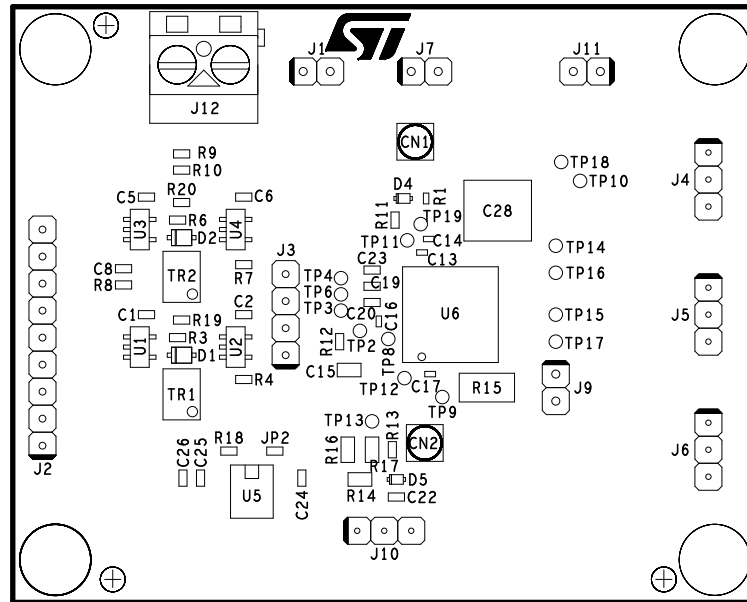 ST
J1
J7
J11
J12
CN1
R9
R10
TP18
TP10
J4
D4
R1
C5
R20
C6
R11
TP19
C28
U3
R6
U4
D2
TP11
C14
TP14
J3
C13
C23
C8
R8
TR2
R7
TP4
TP6
TP3
C19
TP16
U6
C1
R19
C2
C20
C16
TP15
J5
U1
R3
U2
D1
R12
TP2
TP8
TP17
C15
TP12
C17
R15
J9
TR1
R4
TP9
TP13
J2
R18
JP2
R16
R13
CN2
R17
J6
C26
C25
U5
C24
R14
D5
C22
J10